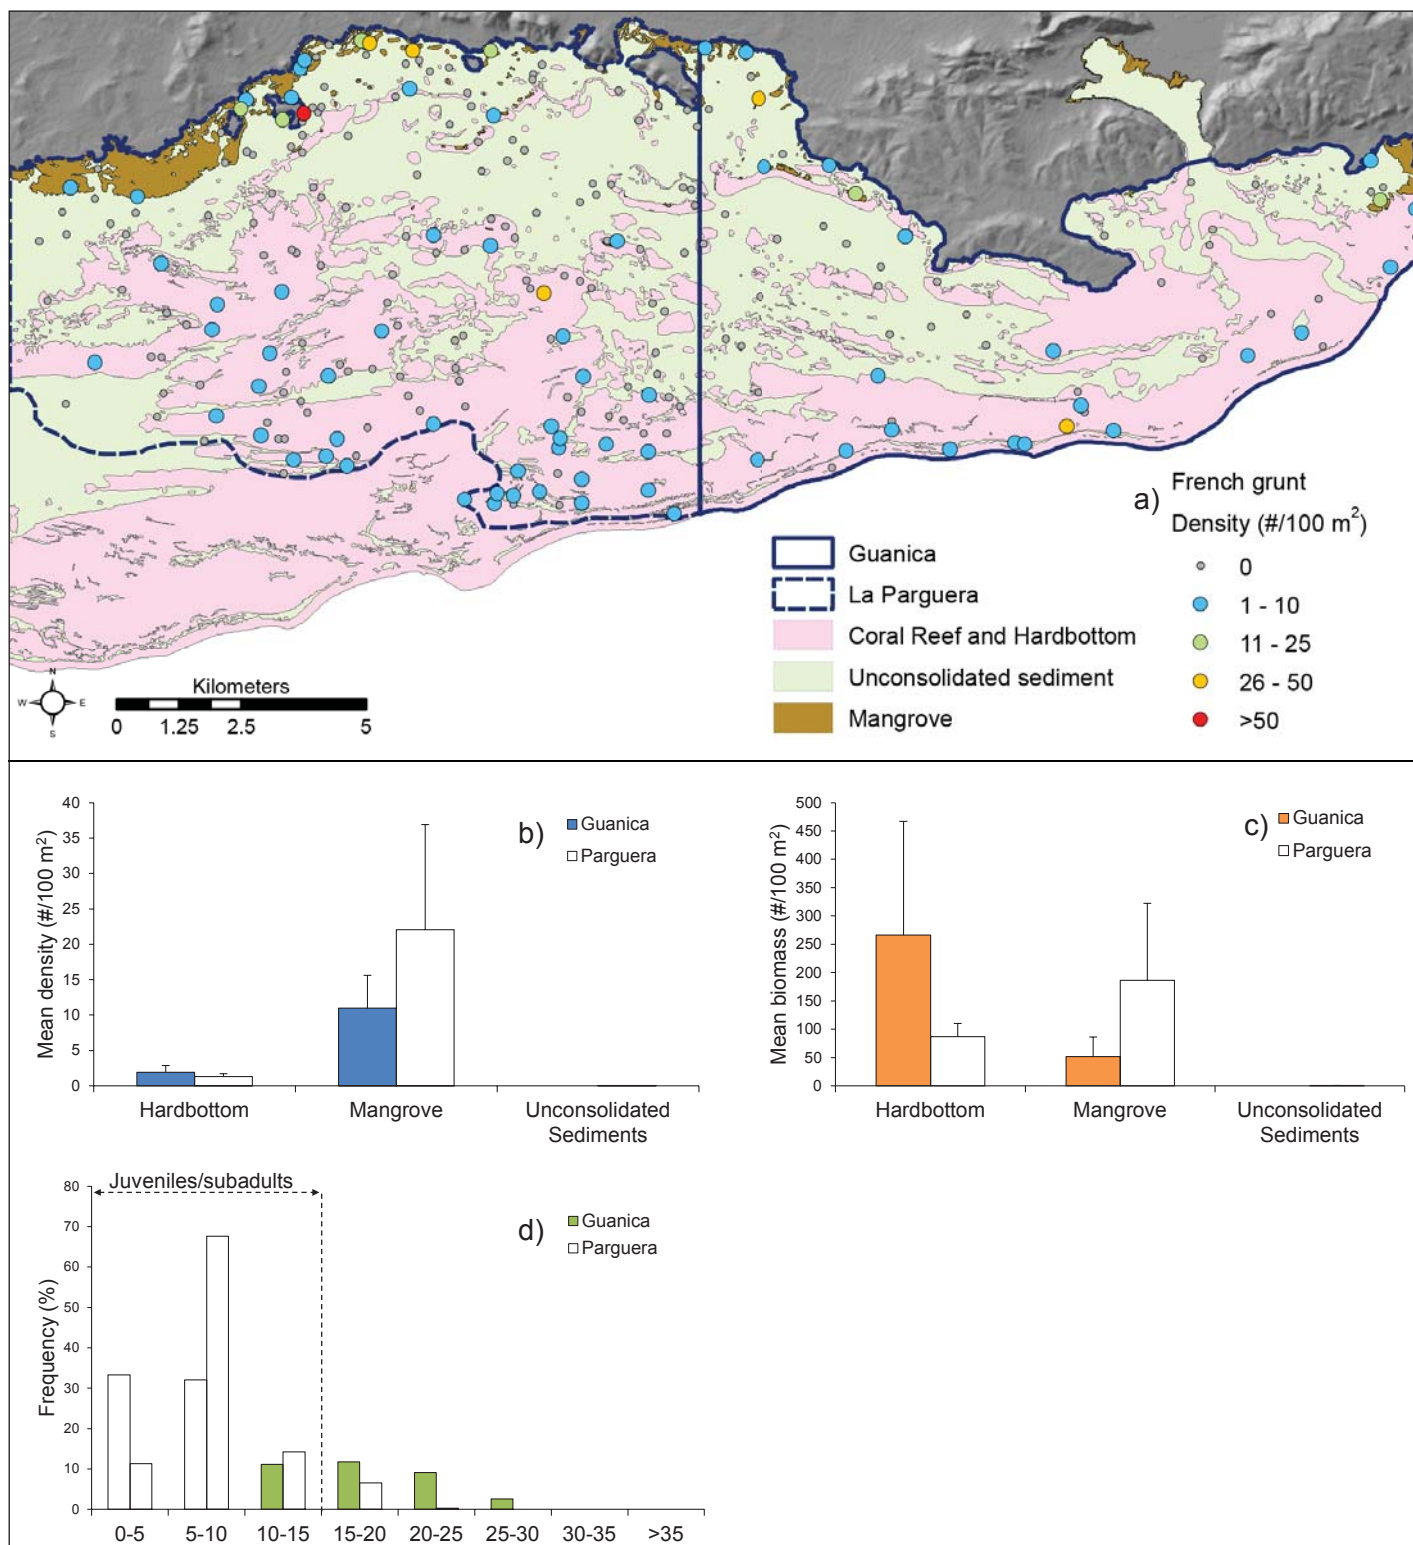 a) French grunt
Density (#/100 m²)
0
1 - 10
11 - 25
26 - 50
>50
Guanica
La Parguera
Coral Reef and Hardbottom
Unconsolidated sediment
Mangrove
N
W E
S
Kilometers
0 1.25 2.5 5
b)
Guanica
Parguera
Mean density (#/100 m²)
40
35
30
25
20
15
10
5
0
Hardbottom Mangrove Unconsolidated
Sediments
c)
Guanica
Parguera
Mean biomass (#/100 m²)
500
450
400
350
300
250
200
150
100
50
0
Hardbottom Mangrove Unconsolidated
Sediments
Juveniles/subadults
d)
Guanica
Parguera
Frequency (%)
80
70
60
50
40
30
20
10
0
0-5 5-10 10-15 15-20 20-25 25-30 30-35 >35